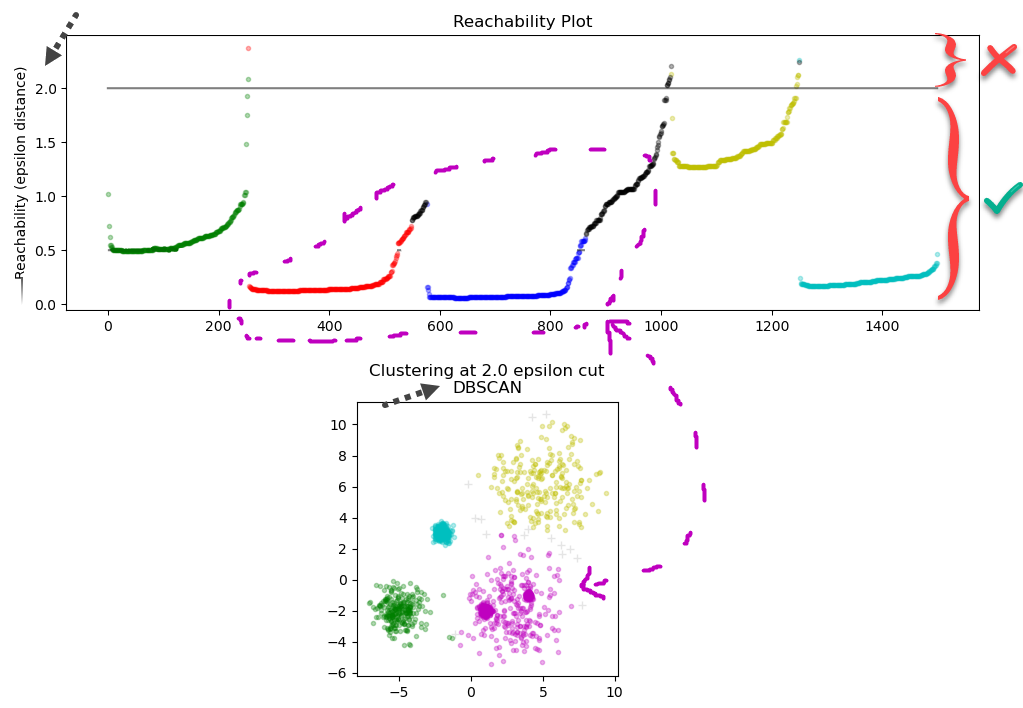 Reachability Plot
Reachability (epsilon distance)
2.0
1.5
1.0
0.5
0.0
0 200 400 600 800 1000 1200 1400
Clustering at 2.0 epsilon cut
DBSCAN
10
8
6
4
2
0
−2
−4
−6
−5 0 5 10